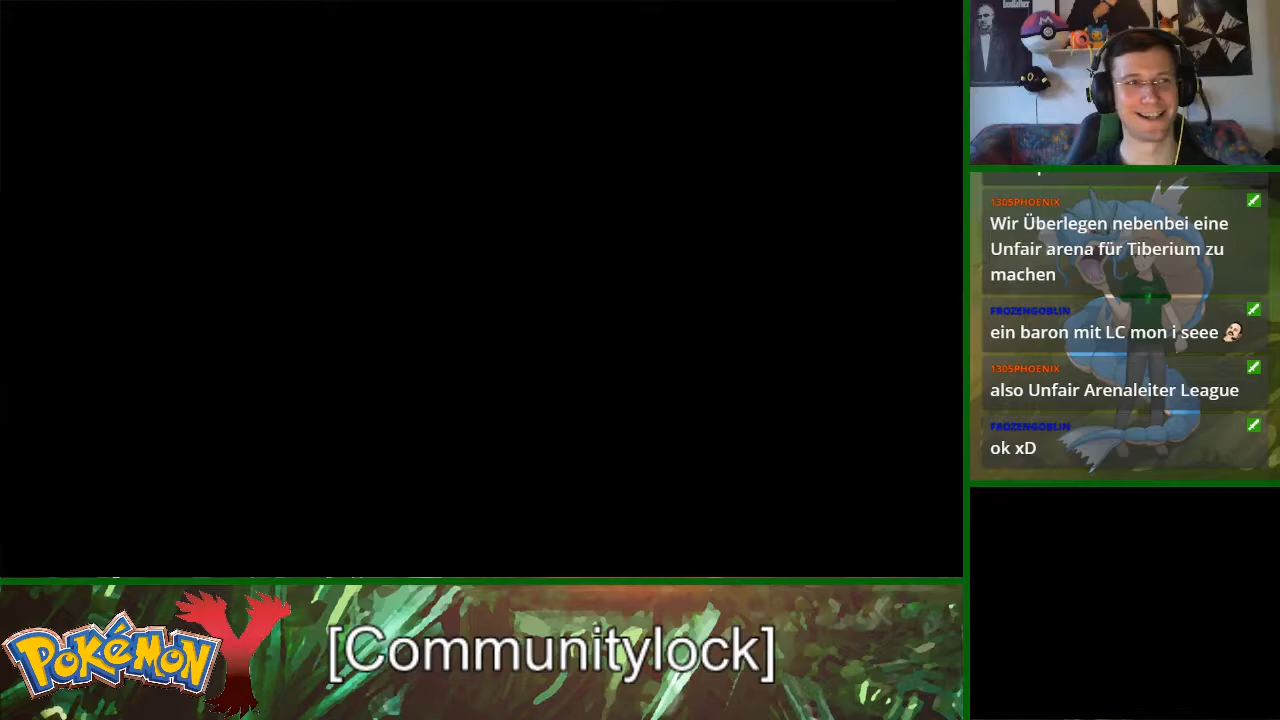 Godfather
1305PHOENIX
Wir Überlegen nebenbei eine
Unfair arena für Tiberium zu
machen
FROZENGOBLIN
ein baron mit LC mon i seee
1305PHOENIX
also Unfair Arenaleiter League
FROZENGOBLIN
ok xD
POKéMON Y
[Communitylock]